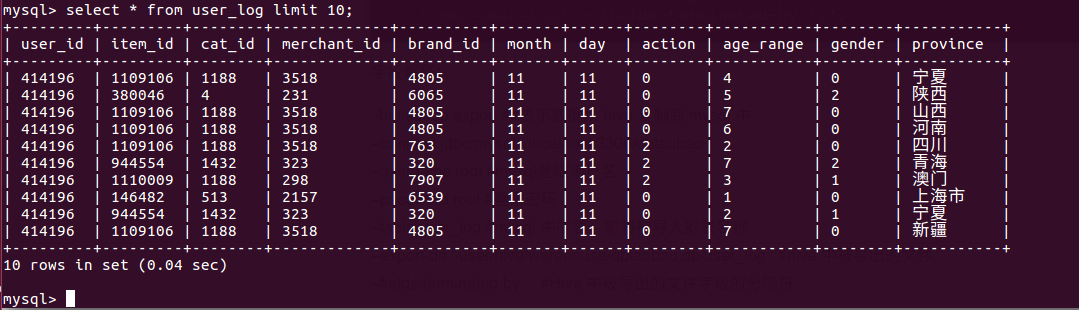 mysql> select * from user_log limit 10;
+---------+---------+--------+-------------+----------+-------+-----+--------+-----------+--------+----------+
| user_id | item_id | cat_id | merchant_id | brand_id | month | day | action | age_range | gender | province |
+---------+---------+--------+-------------+----------+-------+-----+--------+-----------+--------+----------+
| 414196 | 1109106 | 1188 | 3518 | 4805 | 11 | 11 | 0 | 4 | 0 | 宁夏 |
| 414196 | 380046 | 4 | 231 | 6065 | 11 | 11 | 0 | 5 | 2 | 陕西 |
| 414196 | 1109106 | 1188 | 3518 | 4805 | 11 | 11 | 0 | 7 | 0 | 山西 |
| 414196 | 1109106 | 1188 | 3518 | 4805 | 11 | 11 | 0 | 6 | 0 | 河南 |
| 414196 | 1109106 | 1188 | 3518 | 763 | 11 | 11 | 2 | 2 | 0 | 四川 |
| 414196 | 944554 | 1432 | 323 | 320 | 11 | 11 | 2 | 7 | 2 | 青海 |
| 414196 | 1110009 | 1188 | 298 | 7907 | 11 | 11 | 2 | 3 | 1 | 澳门 |
| 414196 | 146482 | 513 | 2157 | 6539 | 11 | 11 | 0 | 1 | 0 | 上海市 |
| 414196 | 944554 | 1432 | 323 | 320 | 11 | 11 | 0 | 2 | 1 | 宁夏 |
| 414196 | 1109106 | 1188 | 3518 | 4805 | 11 | 11 | 0 | 7 | 0 | 新疆 |
+---------+---------+--------+-------------+----------+-------+-----+--------+-----------+--------+----------+
10 rows in set (0.04 sec)
mysql>